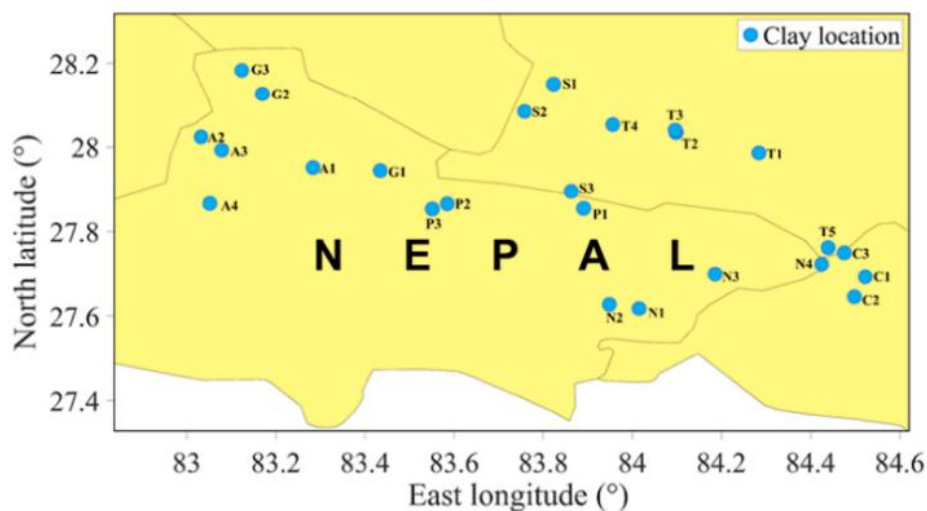 Clay location
28.2
28
27.8
27.6
27.4
North latitude (°)
G3
G2
S1
S2
T3
T4
T2
A2
A3
T1
A1
G1
S3
A4
P2
P1
P3
T5
N E P A L
C3
N4
N3
C1
C2
N2
N1
83
83.2
83.4
83.6
83.8
84
84.2
84.4
84.6
East longitude (°)